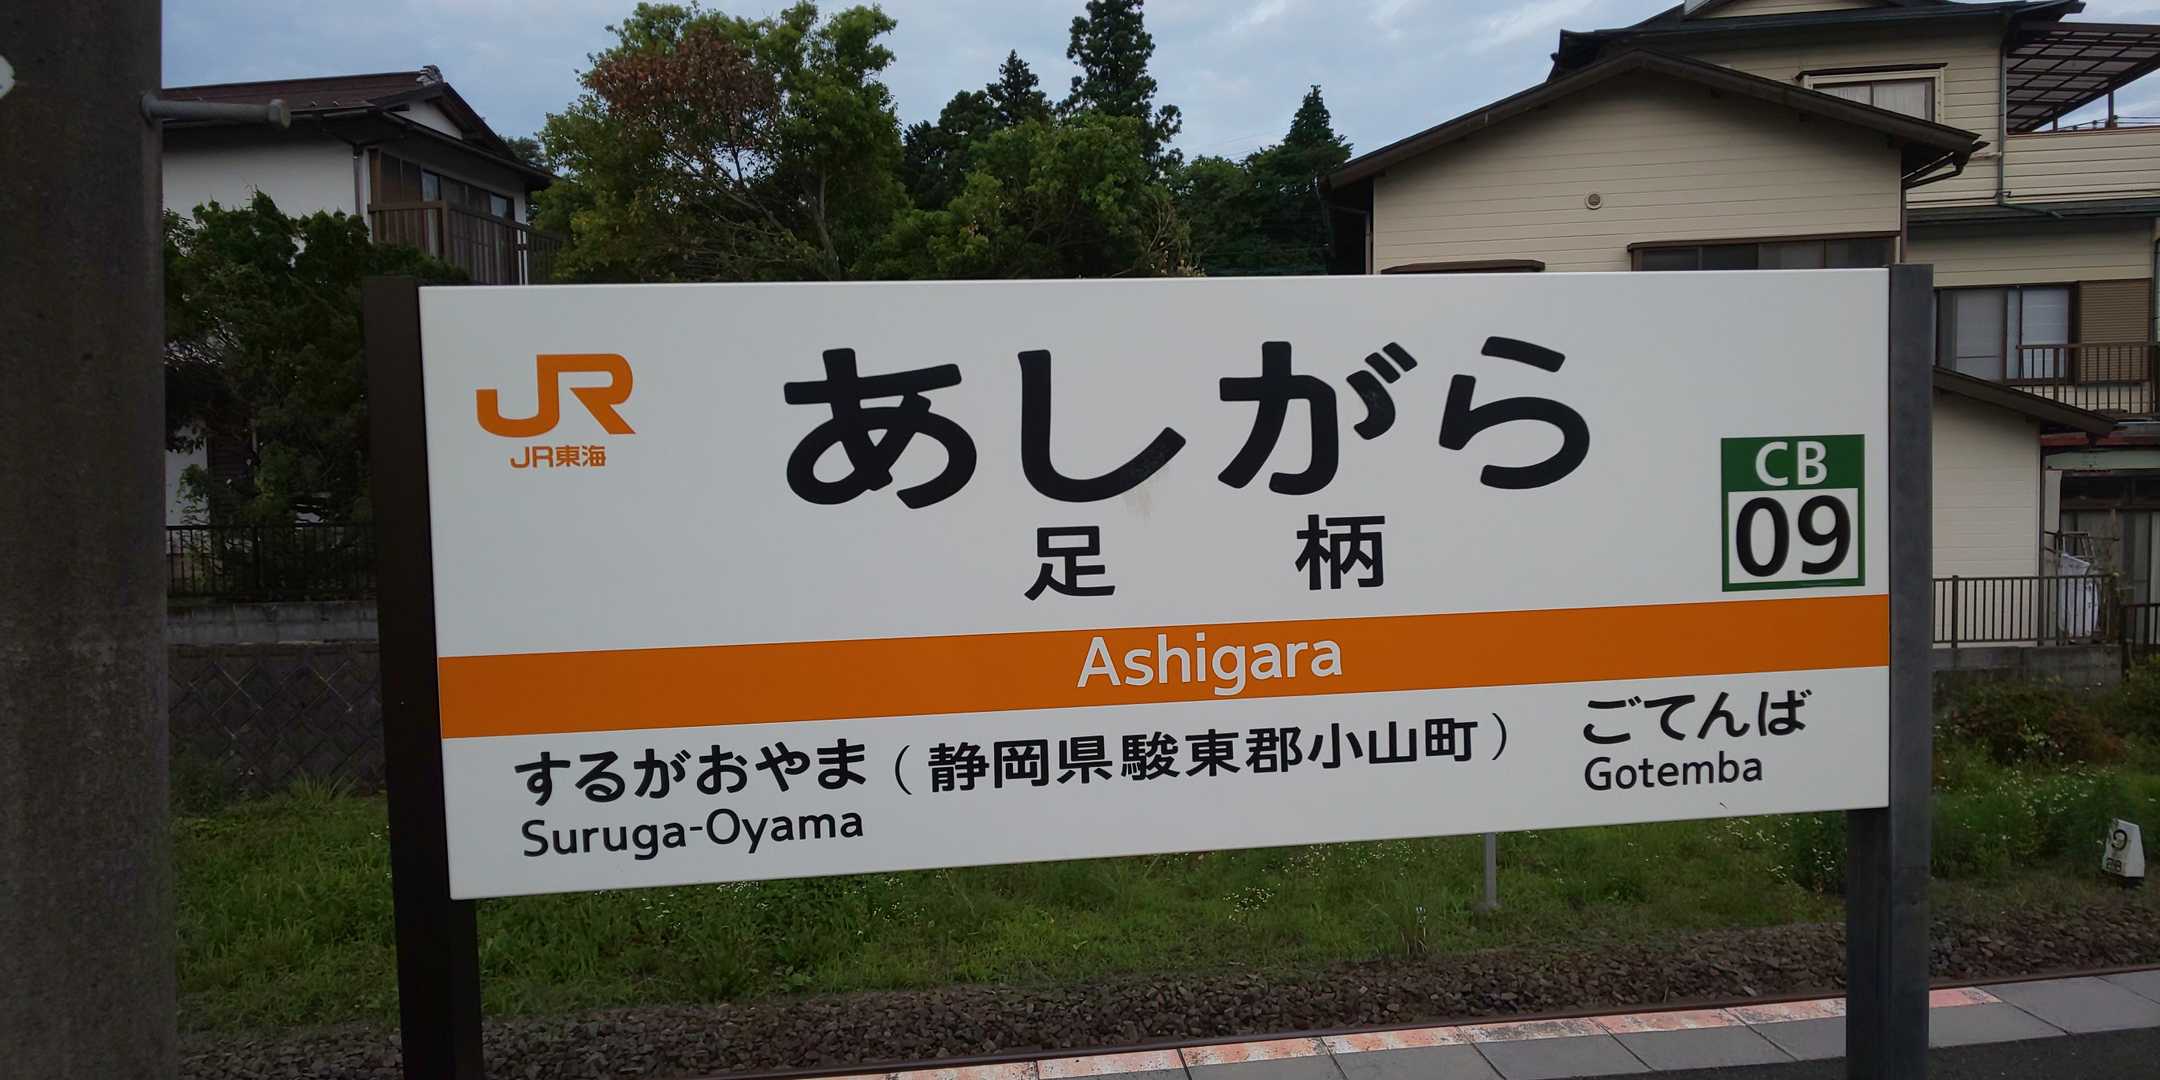 JR
JR東海
あしがら
足柄
CB
09
Ashigara
するがおやま（静岡県駿東郡小山町）ごてんば
Suruga-Oyama Gotemba
9